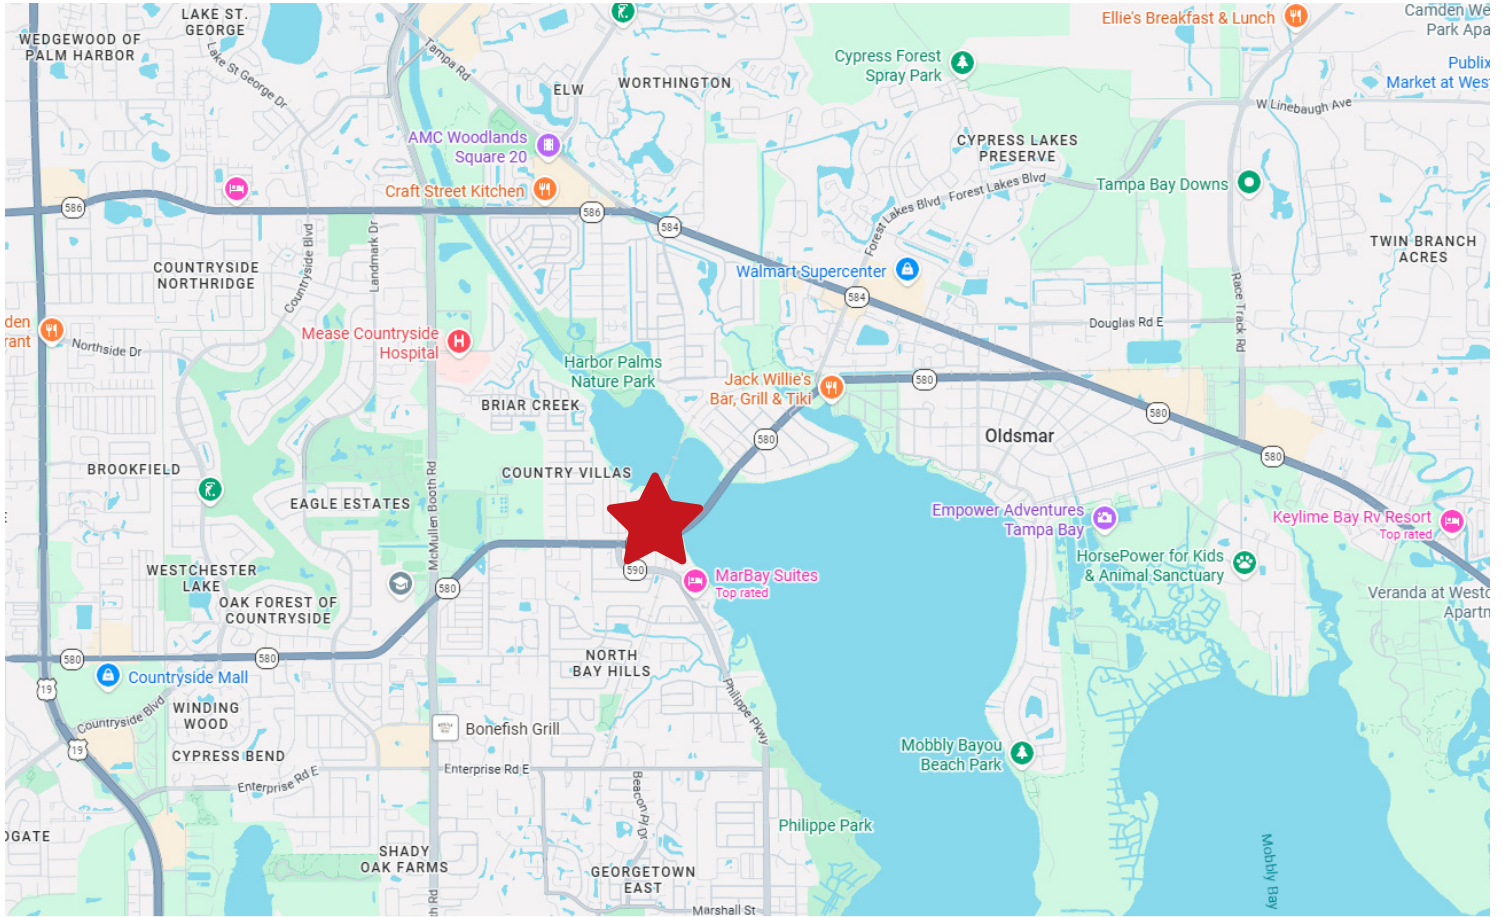 LAKE ST.
GEORGE
WEDGEWOOD OF
PALM HARBOR
Lake St George Dr
Tampa Rd
ELW
WORTHINGTON
Cypress Forest
Spray Park
Ellie's Breakfast & Lunch
Camden We
Park Apa
Publix
Market at West
W Linebaugh Ave
AMC Woodlands
Square 20
Craft Street Kitchen
CYPRESS LAKES
PRESERVE
Forest Lakes Blvd
Forest Lakes Blvd
Tampa Bay Downs
586
586
584
TWIN BRANCH
ACRES
COUNTRYSIDE
NORTHRIDGE
Countryside Blvd
Landmark Dr
Walmart Supercenter
584
Race Track Rd
Douglas Rd E
den
rant
Northside Dr
Mease Countryside
Hospital
Harbor Palms
Nature Park
Jack Willie's
Bar, Grill & Tiki
580
580
BRIAR CREEK
580
Oldsmar
580
BROOKFIELD
COUNTRY VILLAS
EAGLE ESTATES
McMullen Booth Rd
Empower Adventures
Tampa Bay
Keylime Bay Rv Resort
Top rated
HorsePower for Kids
& Animal Sanctuary
WESTCHESTER
LAKE
OAK FOREST OF
COUNTRYSIDE
580
590
MarBay Suites
Top rated
Veranda at Westc
Apartn
580
580
Countryside Mall
19
NORTH
BAY HILLS
Philippe Pkwy
WINDING
WOOD
Countryside Blvd
19
CYPRESS BEND
Bonefish Grill
Mobbly Bayou
Beach Park
Enterprise Rd E
Enterprise Rd E
Beacon Pl Dr
Philippe Park
OGATE
SHADY
OAK FARMS
GEORGETOWN
EAST
th Rd
Marshall St
Mobbly Bay